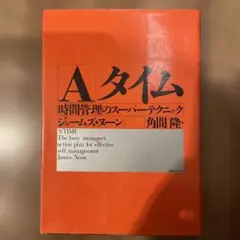 「A」タイム
時間管理のスーパーテクニック
ジェームズ・ヌーン
角間 隆・訳
A TIME
The busy manager's
action plan for effective
self management
James Noon